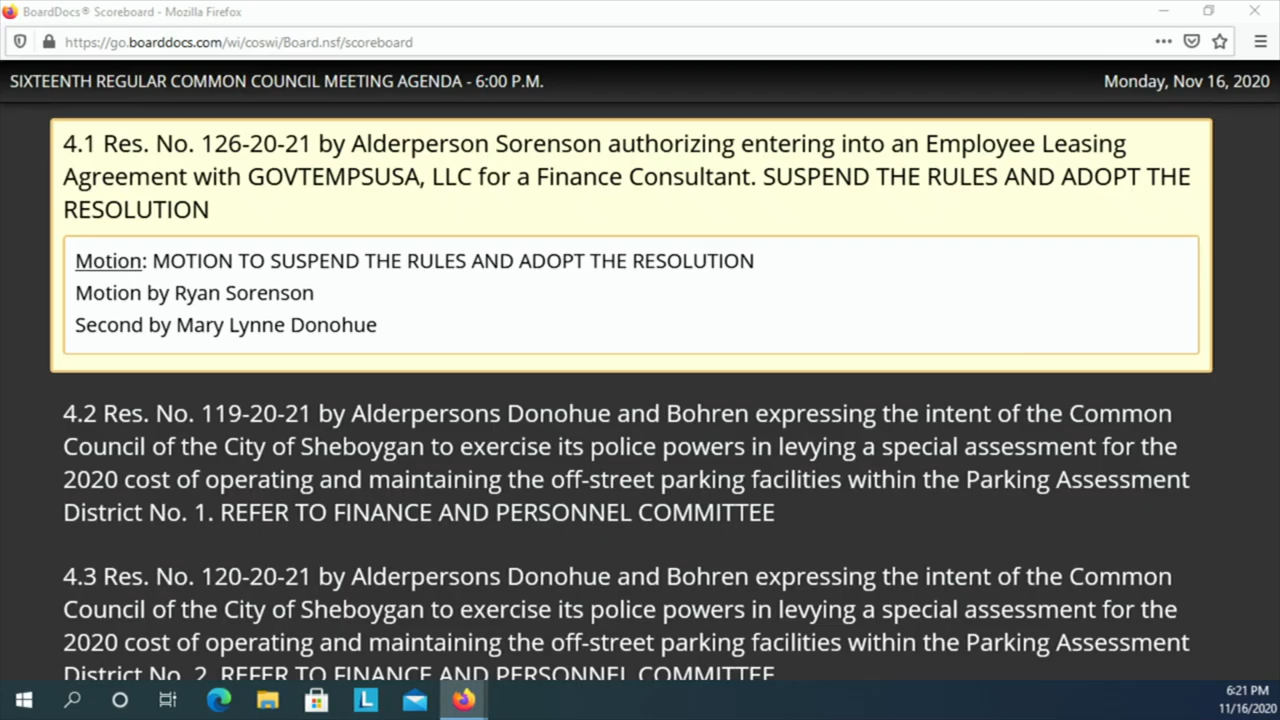 BoardDocs® Scoreboard - Mozilla Firefox
https://go.boarddocs.com/wi/coswi/Board.nsf/scoreboard
SIXTEENTH REGULAR COMMON COUNCIL MEETING AGENDA - 6:00 P.M.
Monday, Nov 16, 2020
4.1 Res. No. 126-20-21 by Alderperson Sorenson authorizing entering into an Employee Leasing
Agreement with GOVTEMPSUSA, LLC for a Finance Consultant. SUSPEND THE RULES AND ADOPT THE
RESOLUTION
Motion: MOTION TO SUSPEND THE RULES AND ADOPT THE RESOLUTION
Motion by Ryan Sorenson
Second by Mary Lynne Donohue
4.2 Res. No. 119-20-21 by Alderpersons Donohue and Bohren expressing the intent of the Common
Council of the City of Sheboygan to exercise its police powers in levying a special assessment for the
2020 cost of operating and maintaining the off-street parking facilities within the Parking Assessment
District No. 1. REFER TO FINANCE AND PERSONNEL COMMITTEE
4.3 Res. No. 120-20-21 by Alderpersons Donohue and Bohren expressing the intent of the Common
Council of the City of Sheboygan to exercise its police powers in levying a special assessment for the
2020 cost of operating and maintaining the off-street parking facilities within the Parking Assessment
District No. 2. REFER TO FINANCE AND PERSONNEL COMMITTEE
L
6:21 PM
11/16/2020